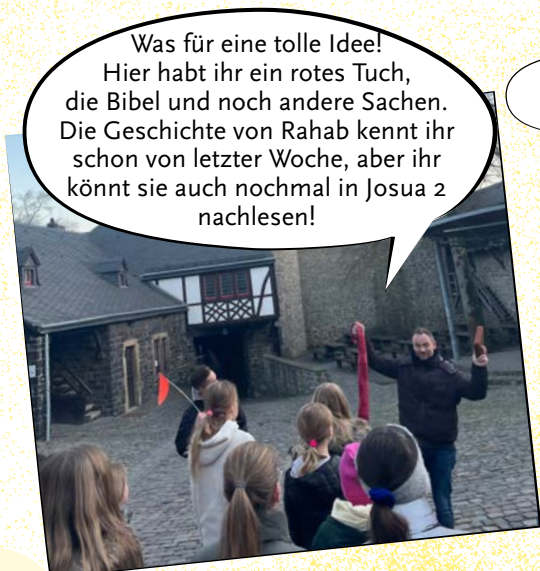 Was für eine tolle Idee!
Hier habt ihr ein rotes Tuch,
die Bibel und noch andere Sachen.
Die Geschichte von Rahab kennt ihr
schon von letzter Woche, aber ihr
könnt sie auch nochmal in Josua 2
nachlesen!